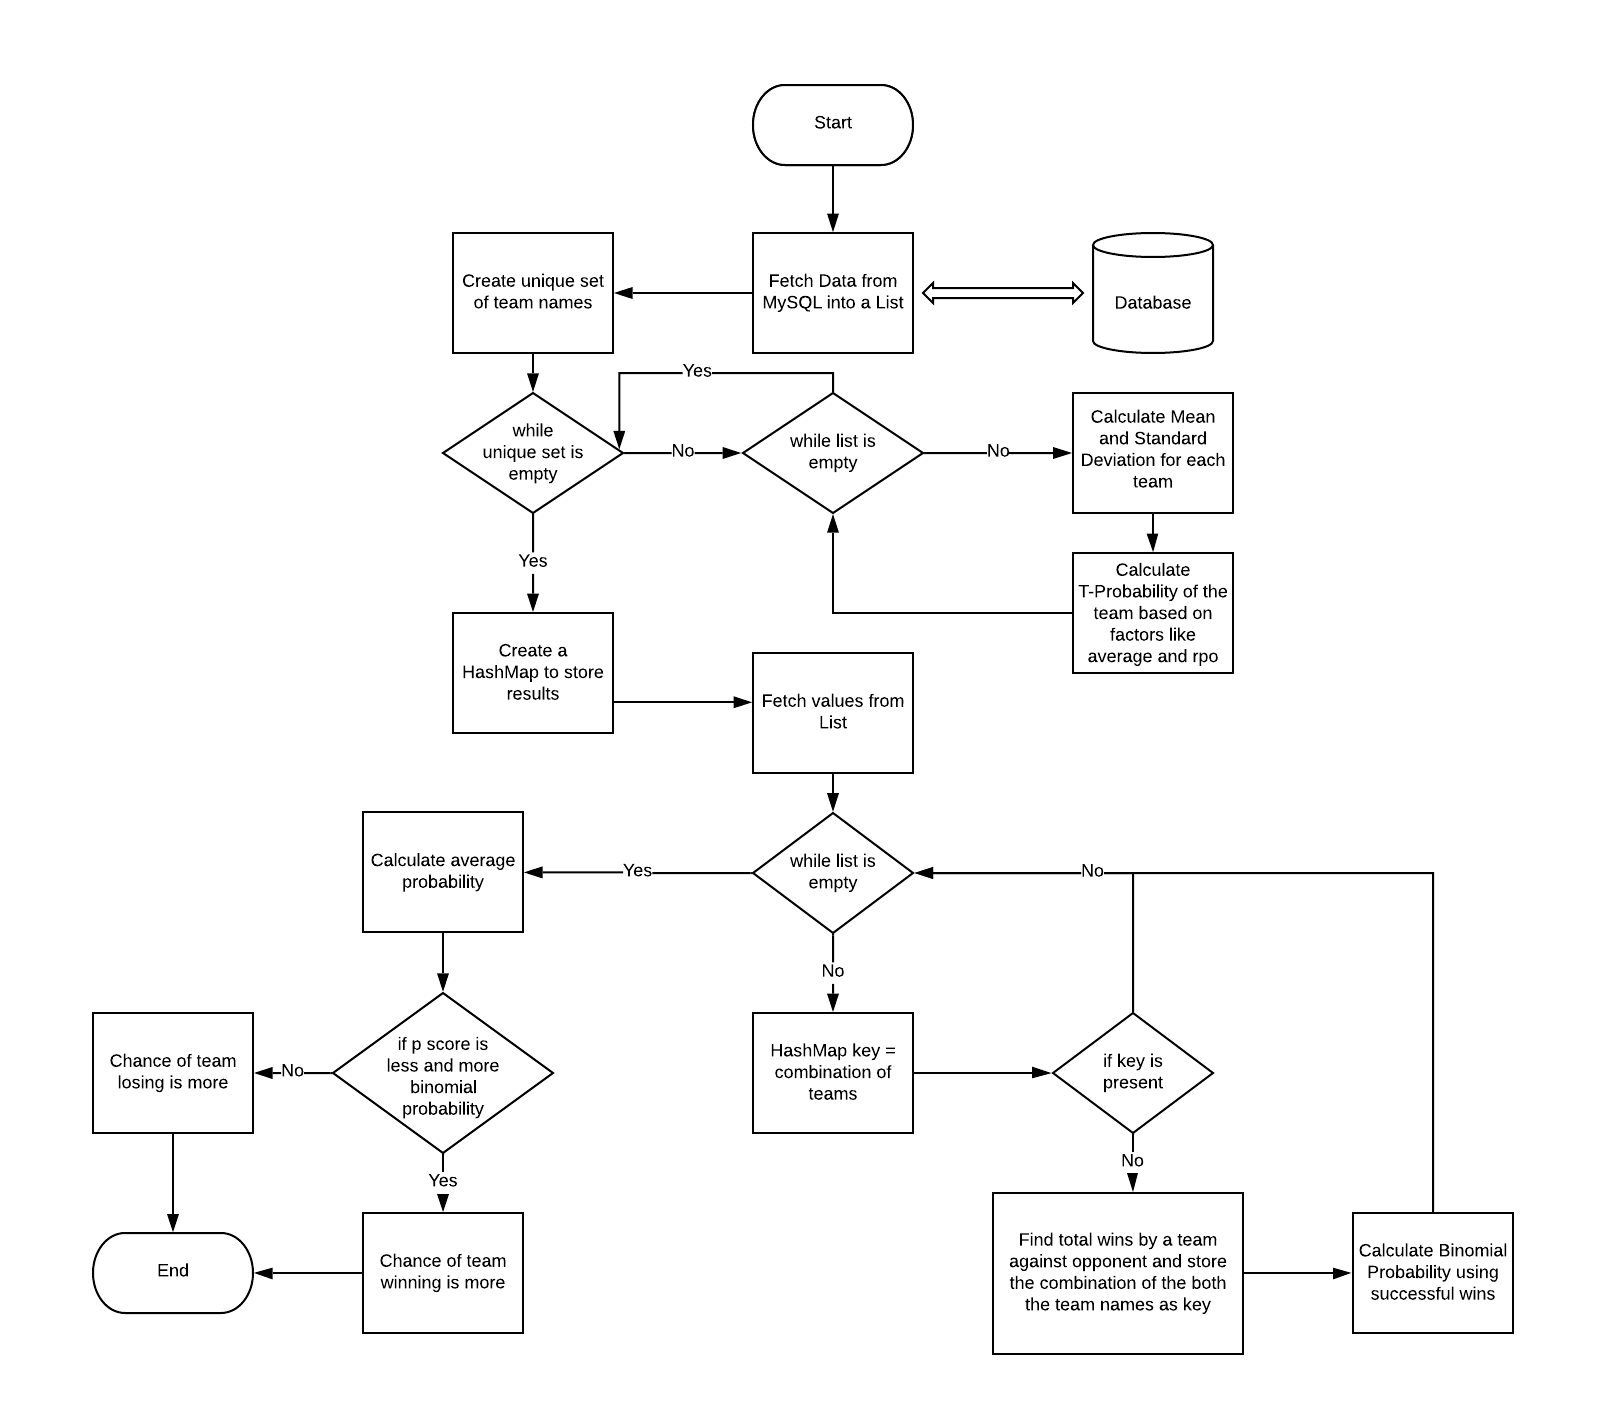 Start
Create unique set
of team names
Fetch Data from
MySQL into a List
Database
Yes
while
unique set is
empty
No
while list is
empty
No
Calculate Mean
and Standard
Deviation for each
team
Yes
Calculate
T-Probability of the
team based on
factors like
average and rpo
Create a
HashMap to store
results
Fetch values from
List
Calculate average
probability
Yes
while list is
empty
No
No
Chance of team
losing is more
No
if p score is
less and more
binomial
probability
HashMap key =
combination of
teams
if key is
present
Yes
No
End
Chance of team
winning is more
Find total wins by a team
against opponent and store
the combination of the both
the team names as key
Calculate Binomial
Probability using
successful wins